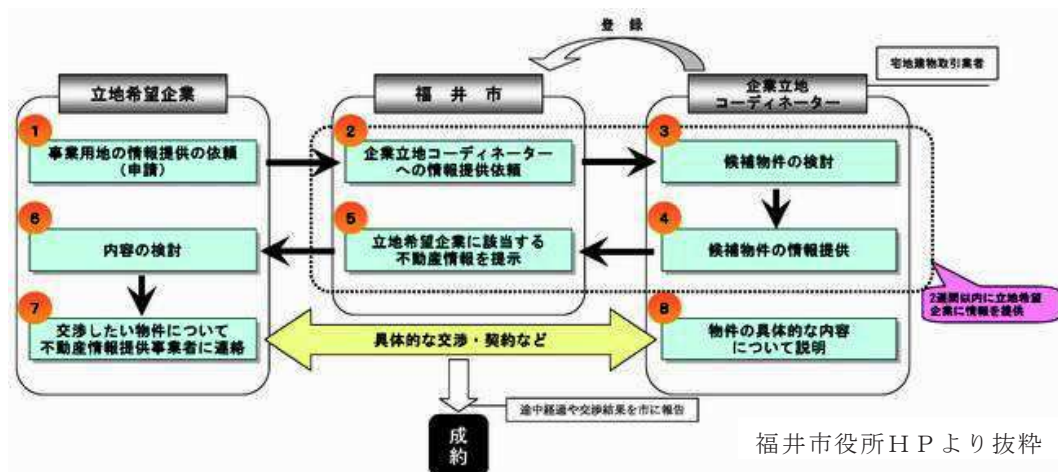 登録
宅地建物取引業者
立地希望企業
福井市
企業立地
コーディネーター
1
事業用地の情報提供の依頼
（申請）
2
企業立地コーディネーター
への情報提供依頼
3
候補物件の検討
6
内容の検討
5
立地希望企業に該当する
不動産情報を提示
4
候補物件の情報提供
2週間以内に立地希望
企業に情報を提供
7
交渉したい物件について
不動産情報提供事業者に連絡
具体的な交渉・契約など
8
物件の具体的な内容
について説明
途中経過や交渉結果を市に報告
成約
福井市役所ＨＰより抜粋